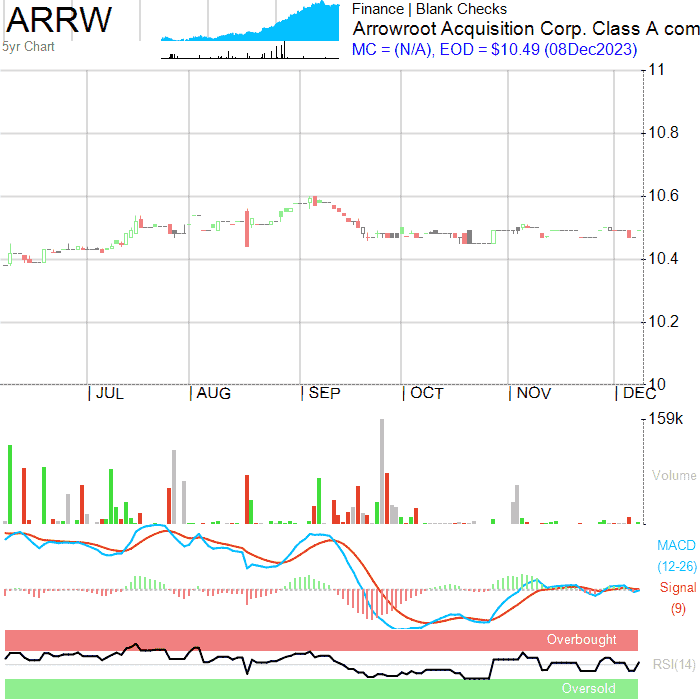 ARRW
5yr Chart
Finance | Blank Checks
Arrowroot Acquisition Corp. Class A com
MC = (N/A), EOD = $10.49 (08Dec2023)
11
10.8
10.6
10.4
10.2
10
JUL AUG SEP OCT NOV DEC
159k
Volume
MACD
(12-26)
Signal
(9)
Overbought
RSI(14)
Oversold